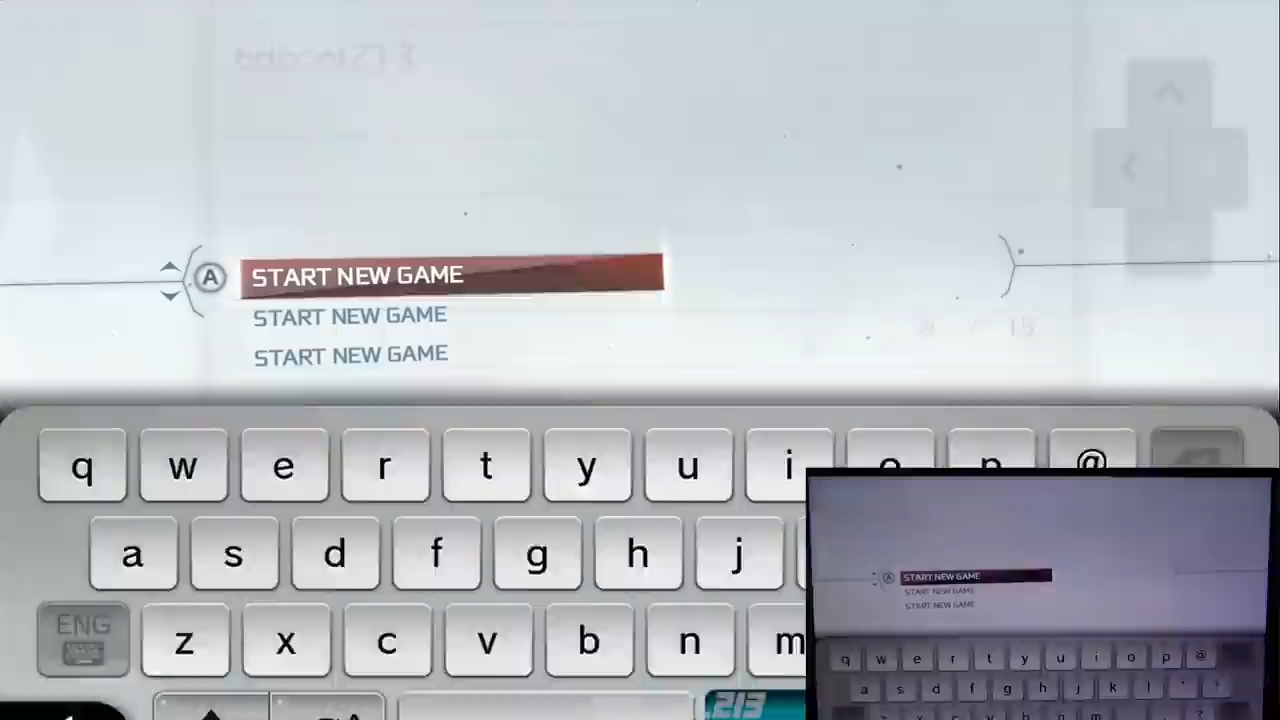 START NEW GAME
A
START NEW GAME
START NEW GAME
q w e r t y u i o p @
a s d f g h j
ENG z x c v b n m
.213
START NEW GAME
A
START NEW GAME
START NEW GAME
q w e r t y u i o p @
a s d f g h j k l